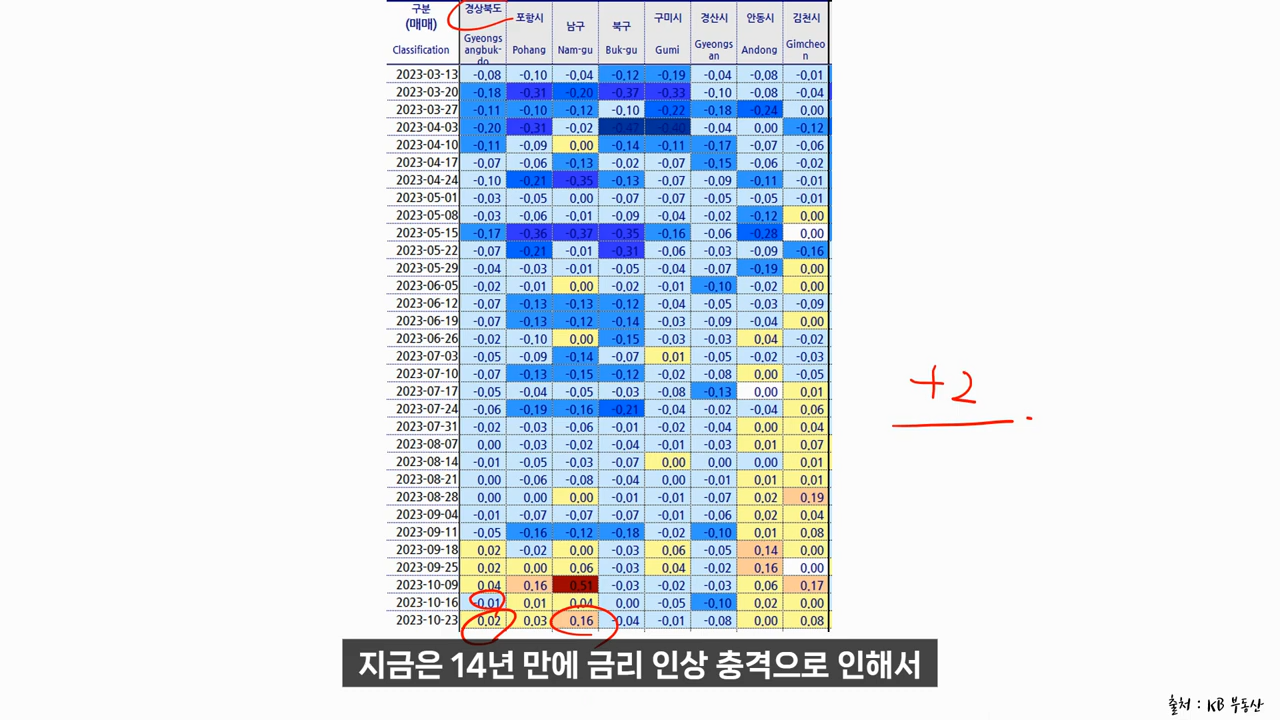 구분 경상북도 포항시 남구 북구 구미시 경산시 안동시 김천시
(매매)
Classification Gyeongsangbuk-do Pohang Nam-gu Buk-gu Gumi Gyeongsan Andong Gimcheon
2023-03-13 -0.08 -0.10 -0.04 -0.12 -0.19 -0.04 -0.08 -0.01
2023-03-20 -0.18 -0.31 -0.20 -0.37 -0.33 -0.10 -0.08 -0.04
2023-03-27 -0.11 -0.10 -0.12 -0.10 -0.22 -0.18 -0.24 0.00
2023-04-03 -0.20 -0.31 -0.02 -0.40 -0.04 0.00 -0.12
2023-04-10 -0.11 -0.09 0.00 -0.14 -0.11 -0.17 -0.07 -0.06
2023-04-17 -0.07 -0.06 -0.13 -0.02 -0.07 -0.15 -0.06 -0.02
2023-04-24 -0.10 -0.21 -0.35 -0.13 -0.07 -0.09 -0.11 -0.01
2023-05-01 -0.03 -0.05 0.00 -0.07 -0.07 -0.05 -0.05 -0.01
2023-05-08 -0.03 -0.06 -0.01 -0.09 -0.04 -0.02 -0.12 0.00
2023-05-15 -0.17 -0.36 -0.37 -0.35 -0.16 -0.06 -0.28 0.00
2023-05-22 -0.07 -0.21 -0.01 -0.31 -0.06 -0.03 -0.09 -0.16
2023-05-29 -0.04 -0.03 -0.01 -0.05 -0.04 -0.07 -0.19 0.00
2023-06-05 -0.02 -0.01 0.00 -0.02 -0.01 -0.10 -0.02 0.00
2023-06-12 -0.07 -0.13 -0.13 -0.12 -0.04 -0.05 -0.03 -0.09
2023-06-19 -0.07 -0.13 -0.12 -0.14 -0.03 -0.09 -0.04 0.00
2023-06-26 -0.02 -0.10 0.00 -0.15 -0.03 -0.03 0.04 -0.02
2023-07-03 -0.05 -0.09 -0.14 -0.07 0.01 -0.05 -0.02 -0.03
2023-07-10 -0.07 -0.13 -0.15 -0.12 -0.02 -0.08 0.00 -0.05
2023-07-17 -0.05 -0.04 -0.05 -0.03 -0.08 -0.13 0.00 0.01
2023-07-24 -0.06 -0.19 -0.16 -0.21 -0.04 -0.02 -0.04 0.06
2023-07-31 -0.02 -0.03 -0.06 -0.01 -0.02 -0.04 0.00 0.04
2023-08-07 0.00 -0.03 -0.02 -0.04 -0.01 -0.03 0.01 0.07
2023-08-14 -0.01 -0.05 -0.03 -0.07 0.00 0.00 0.00 0.01
2023-08-21 0.00 -0.06 -0.08 -0.04 0.00 -0.01 0.01 0.01
2023-08-28 0.00 0.00 0.00 -0.01 -0.01 -0.07 0.02 0.19
2023-09-04 -0.01 -0.07 -0.07 -0.07 -0.01 -0.06 0.02 0.04
2023-09-11 -0.05 -0.16 -0.12 -0.18 -0.02 -0.10 0.01 0.08
2023-09-18 0.02 -0.02 0.00 -0.03 0.06 -0.05 0.14 0.00
2023-09-25 0.02 0.00 0.06 -0.03 0.04 -0.02 0.16 0.00
2023-10-09 0.04 0.16 0.51 -0.03 -0.02 -0.03 0.06 0.17
2023-10-16 -0.01 0.01 0.04 0.00 -0.05 -0.10 0.02 0.00
2023-10-23 0.02 0.03 0.16 -0.04 -0.01 -0.08 0.00 0.08
+2
지금은 14년 만에 금리 인상 충격으로 인해서
출처 : KB 부동산